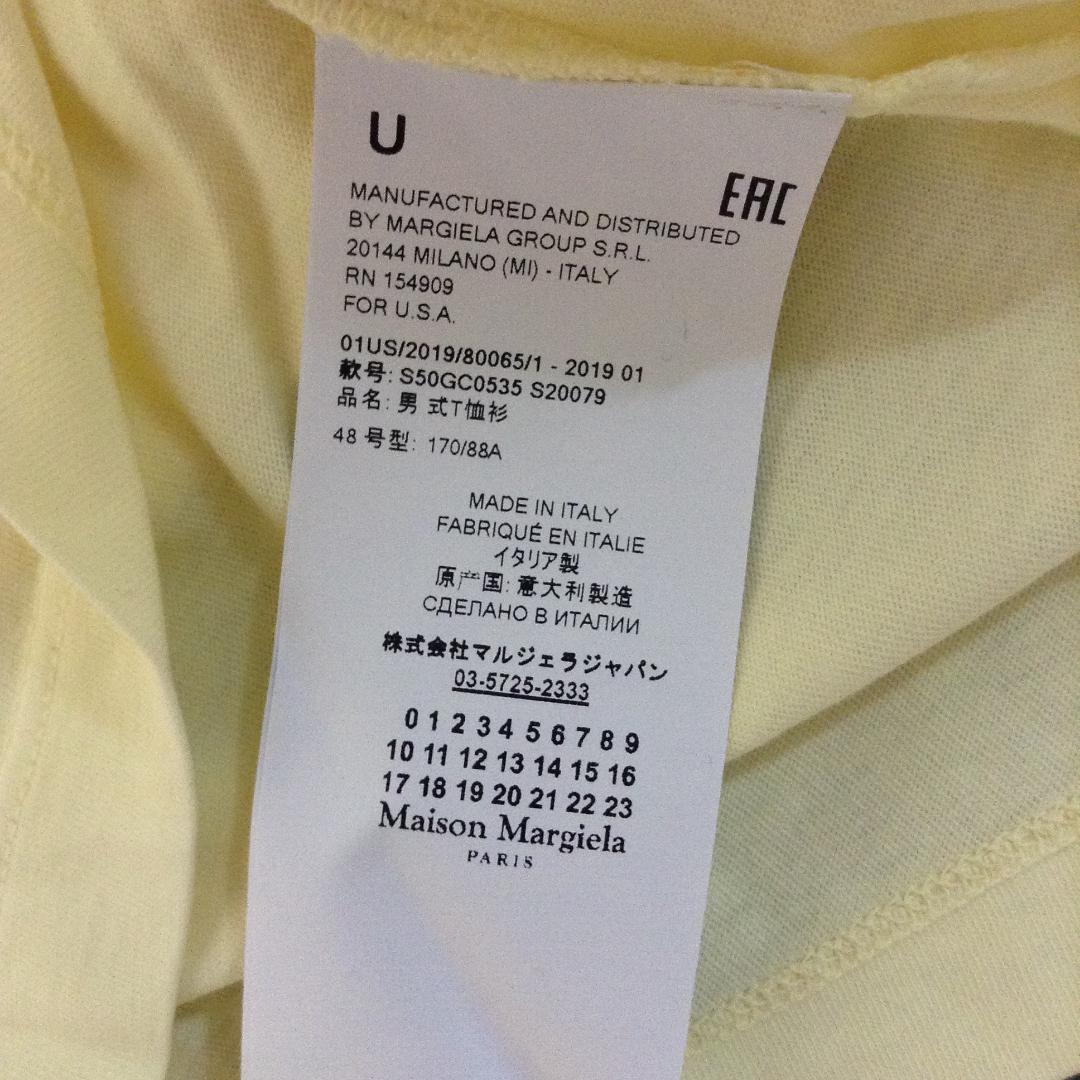 U
EAC
MANUFACTURED AND DISTRIBUTED
BY MARGIELA GROUP S.R.L.
20144 MILANO (MI) - ITALY
RN 154909
FOR U.S.A.
01US/2019/80065/1 - 2019 01
款号: S50GC0535 S20079
品名: 男 式T恤衫
48 号型: 170/88A
MADE IN ITALY
FABRIQUÉ EN ITALIE
イタリア製
原产国: 意大利製造
СДЕЛАНО В ИТАЛИИ
株式会社マルジェラジャパン
03-5725-2333
0 1 2 3 4 5 6 7 8 9
10 11 12 13 14 15 16
17 18 19 20 21 22 23
Maison Margiela
PARIS